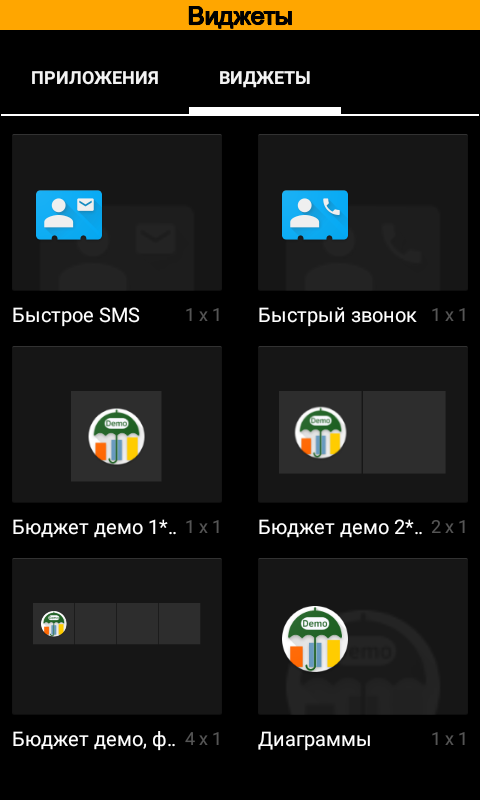 Виджеты
ПРИЛОЖЕНИЯ ВИДЖЕТЫ
Быстрое SMS 1 x 1 Быстрый звонок 1 x 1
Demo Demo
Бюджет демо 1*.. 1 x 1 Бюджет демо 2*.. 2 x 1
Demo Demo
Бюджет демо, ф.. 4 x 1 Диаграммы 1 x 1